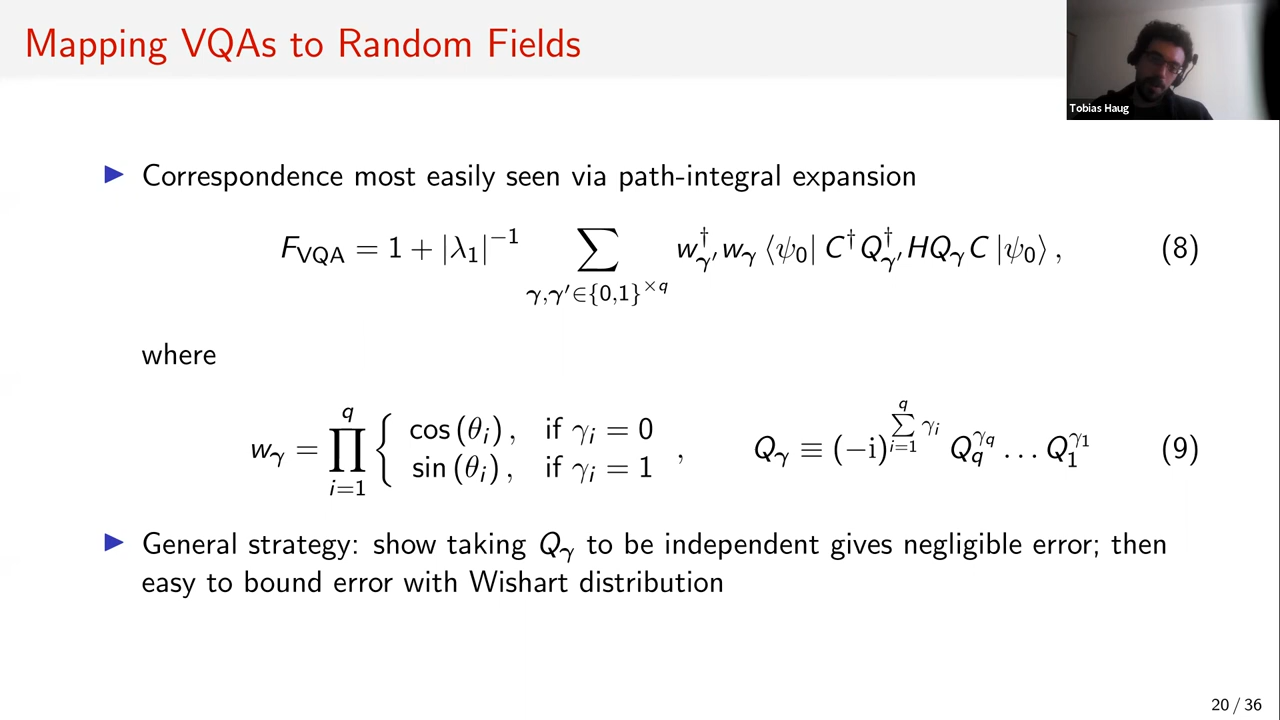 Mapping VQAs to Random Fields
Tobias Haug
▶ Correspondence most easily seen via path-integral expansion
F_VQA = 1 + |λ₁|⁻¹ ∑_{γ,γ′∈{0,1}^{×q}} w†_{γ′} w_γ ⟨ψ₀| C† Q†_{γ′} H Q_γ C |ψ₀⟩ , (8)
where
w_γ = ∏_{i=1}^{q} { cos (θ_i) , if γ_i = 0
sin (θ_i) , if γ_i = 1 , Q_γ ≡ (−i)^{∑_{i=1}^{q} γ_i} Q_q^{γ_q} … Q_1^{γ_1} (9)
▶ General strategy: show taking Q_γ to be independent gives negligible error; then
easy to bound error with Wishart distribution
20 / 36